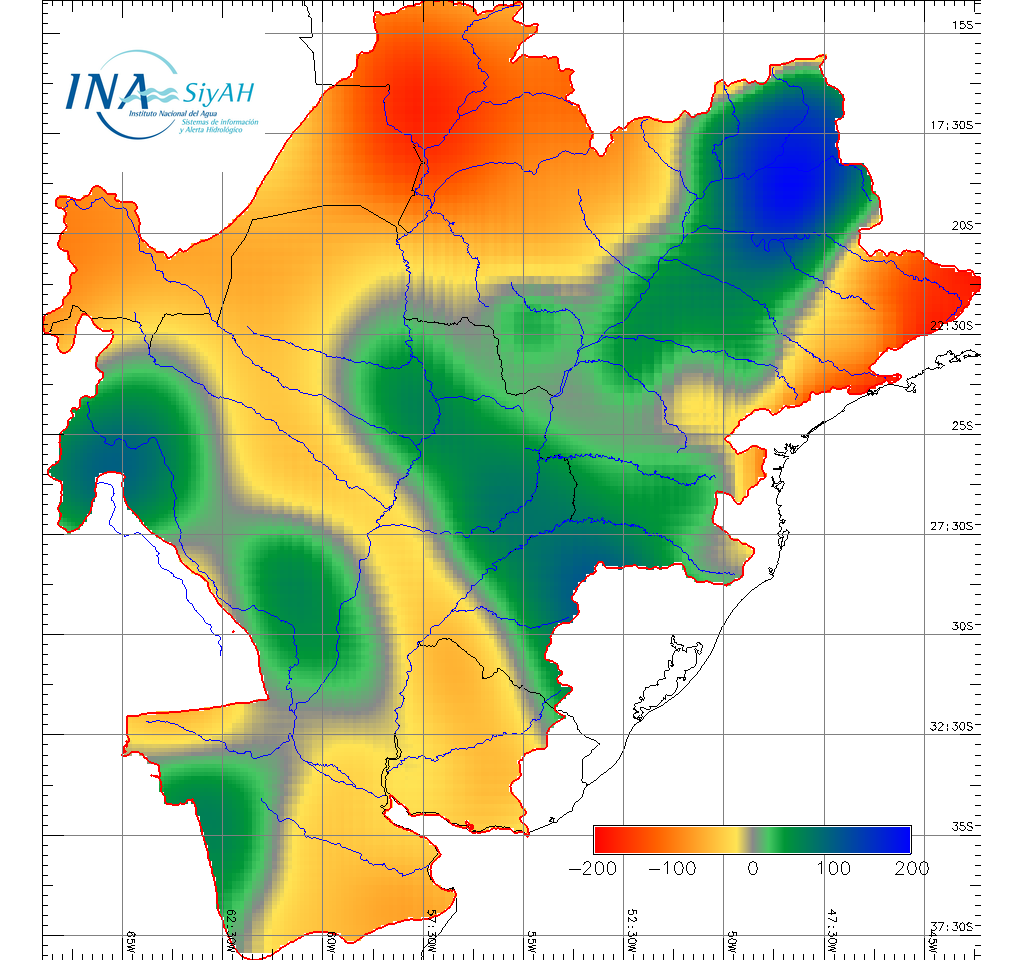 INA SiyAH
Instituto Nacional del Agua
Sistemas de información
y Alerta Hidrológico
15S
17:30S
20S
22:30S
25S
27:30S
30S
32:30S
35S
37:30S
-200 -100 0 100 200
65W 62:30W 60W 57:30W 55W 52:30W 50W 47:30W 45W